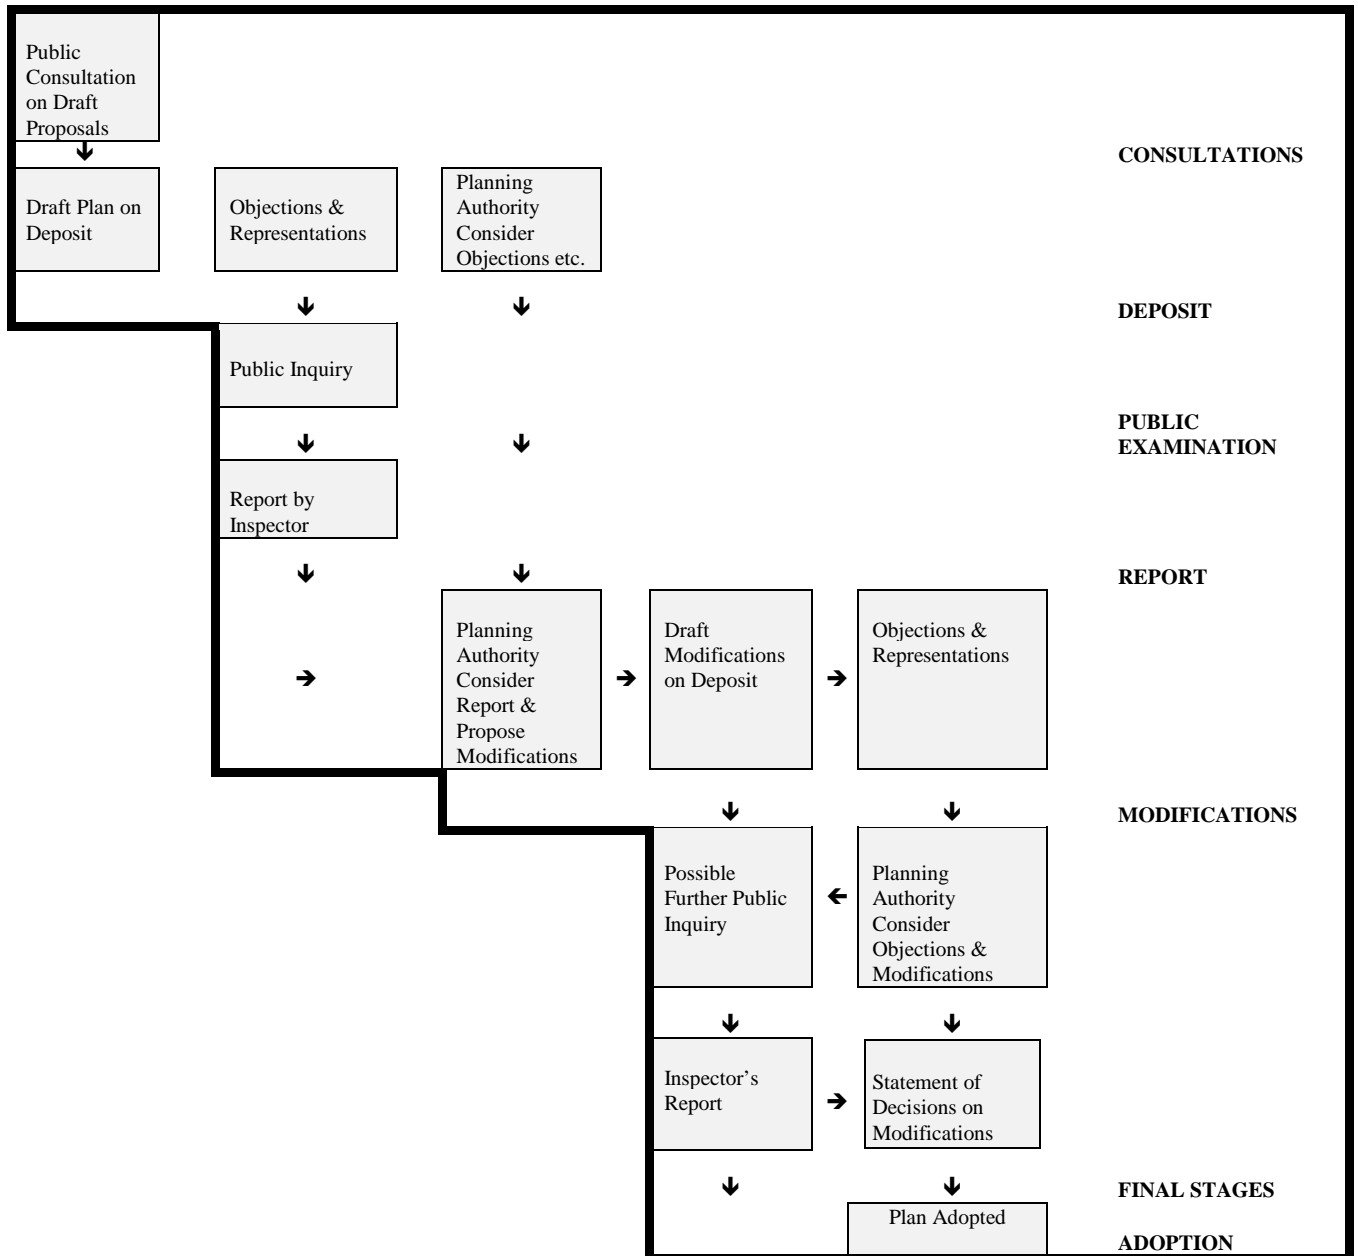 Public
Consultation
on Draft
Proposals
CONSULTATIONS
Draft Plan on
Deposit
Objections &
Representations
Planning
Authority
Consider
Objections etc.
DEPOSIT
Public Inquiry
PUBLIC
EXAMINATION
Report by
Inspector
REPORT
Planning
Authority
Consider
Report &
Propose
Modifications
Draft
Modifications
on Deposit
Objections &
Representations
MODIFICATIONS
Possible
Further Public
Inquiry
Planning
Authority
Consider
Objections &
Modifications
Inspector’s
Report
Statement of
Decisions on
Modifications
FINAL STAGES
Plan Adopted
ADOPTION